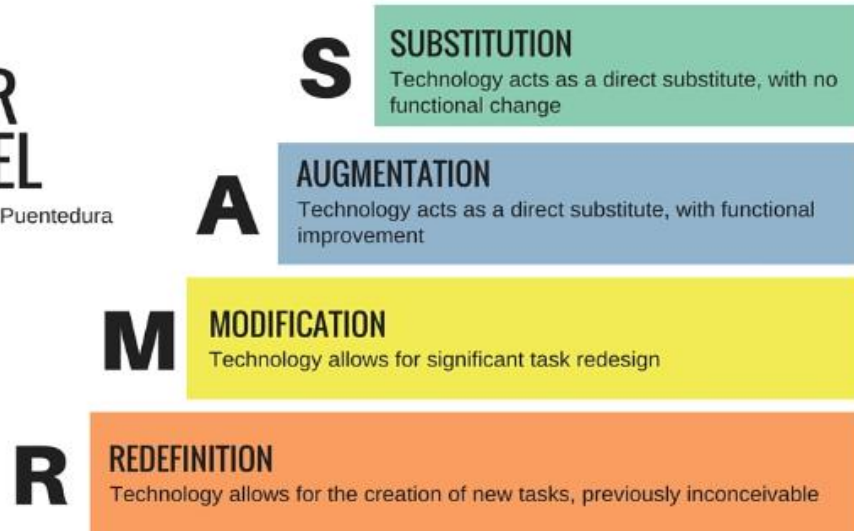 S
SUBSTITUTION
Technology acts as a direct substitute, with no
functional change
R
EL
Puentedura
A
AUGMENTATION
Technology acts as a direct substitute, with functional
improvement
M
MODIFICATION
Technology allows for significant task redesign
R
REDEFINITION
Technology allows for the creation of new tasks, previously inconceivable